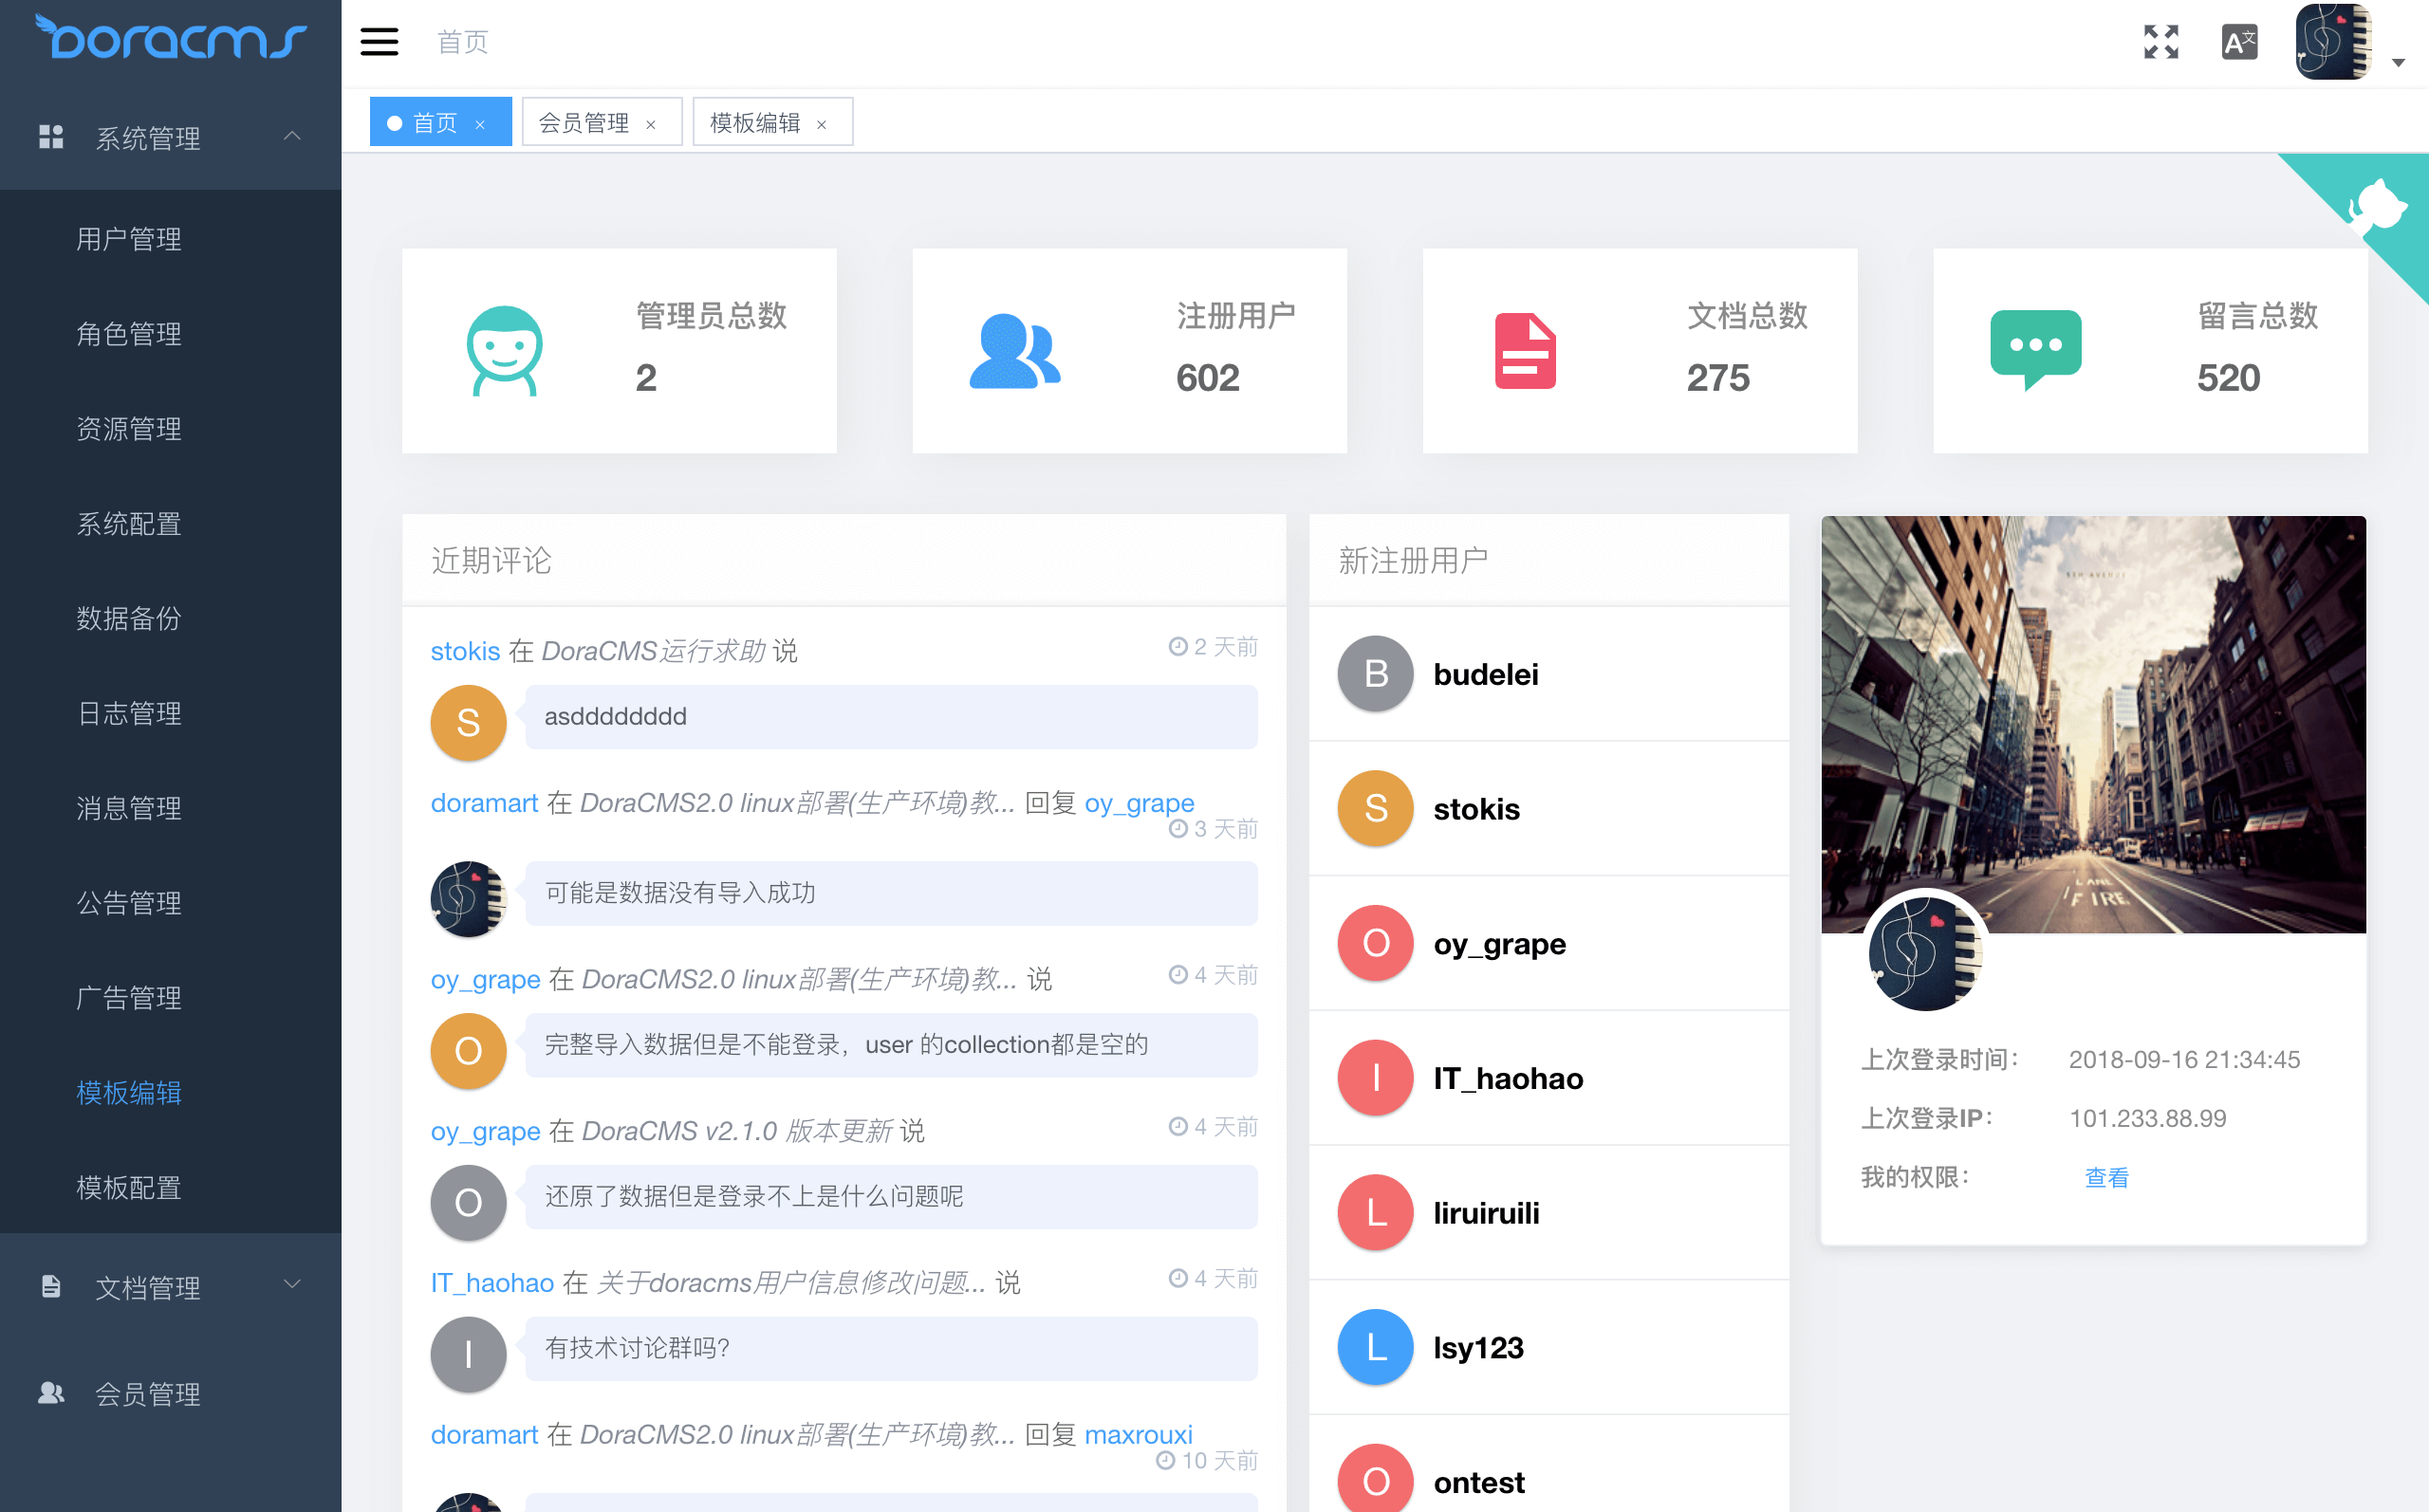 DORACMS
首页
系统管理
用户管理
角色管理
资源管理
系统配置
数据备份
日志管理
消息管理
公告管理
广告管理
模板编辑
模板配置
文档管理
会员管理
首页 ×
会员管理 ×
模板编辑 ×
管理员总数
2
注册用户
602
文档总数
275
留言总数
520
近期评论
stokis 在 DoraCMS运行求助 说
2 天前
S
asddddddddd
doramart 在 DoraCMS2.0 linux部署(生产环境)教... 回复 oy_grape
3 天前
可能是数据没有导入成功
oy_grape 在 DoraCMS2.0 linux部署(生产环境)教... 说
4 天前
O
完整导入数据但是不能登录，user 的collection都是空的
oy_grape 在 DoraCMS v2.1.0 版本更新 说
4 天前
O
还原了数据但是登录不上是什么问题呢
IT_haohao 在 关于doracms用户信息修改问题... 说
4 天前
I
有技术讨论群吗？
doramart 在 DoraCMS2.0 linux部署(生产环境)教... 回复 maxrouxi
10 天前
新注册用户
B
budelei
S
stokis
O
oy_grape
I
IT_haohao
L
liruiruili
L
lsy123
O
ontest
5TH AVENUE
LANE
FIRE
上次登录时间： 2018-09-16 21:34:45
上次登录IP： 101.233.88.99
我的权限： 查看